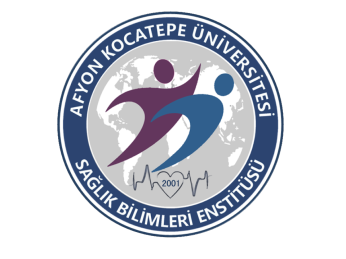 AFYON KOCATEPE ÜNİVERSİTESİ
2001
SAĞLIK BİLİMLERİ ENSTİTÜSÜ